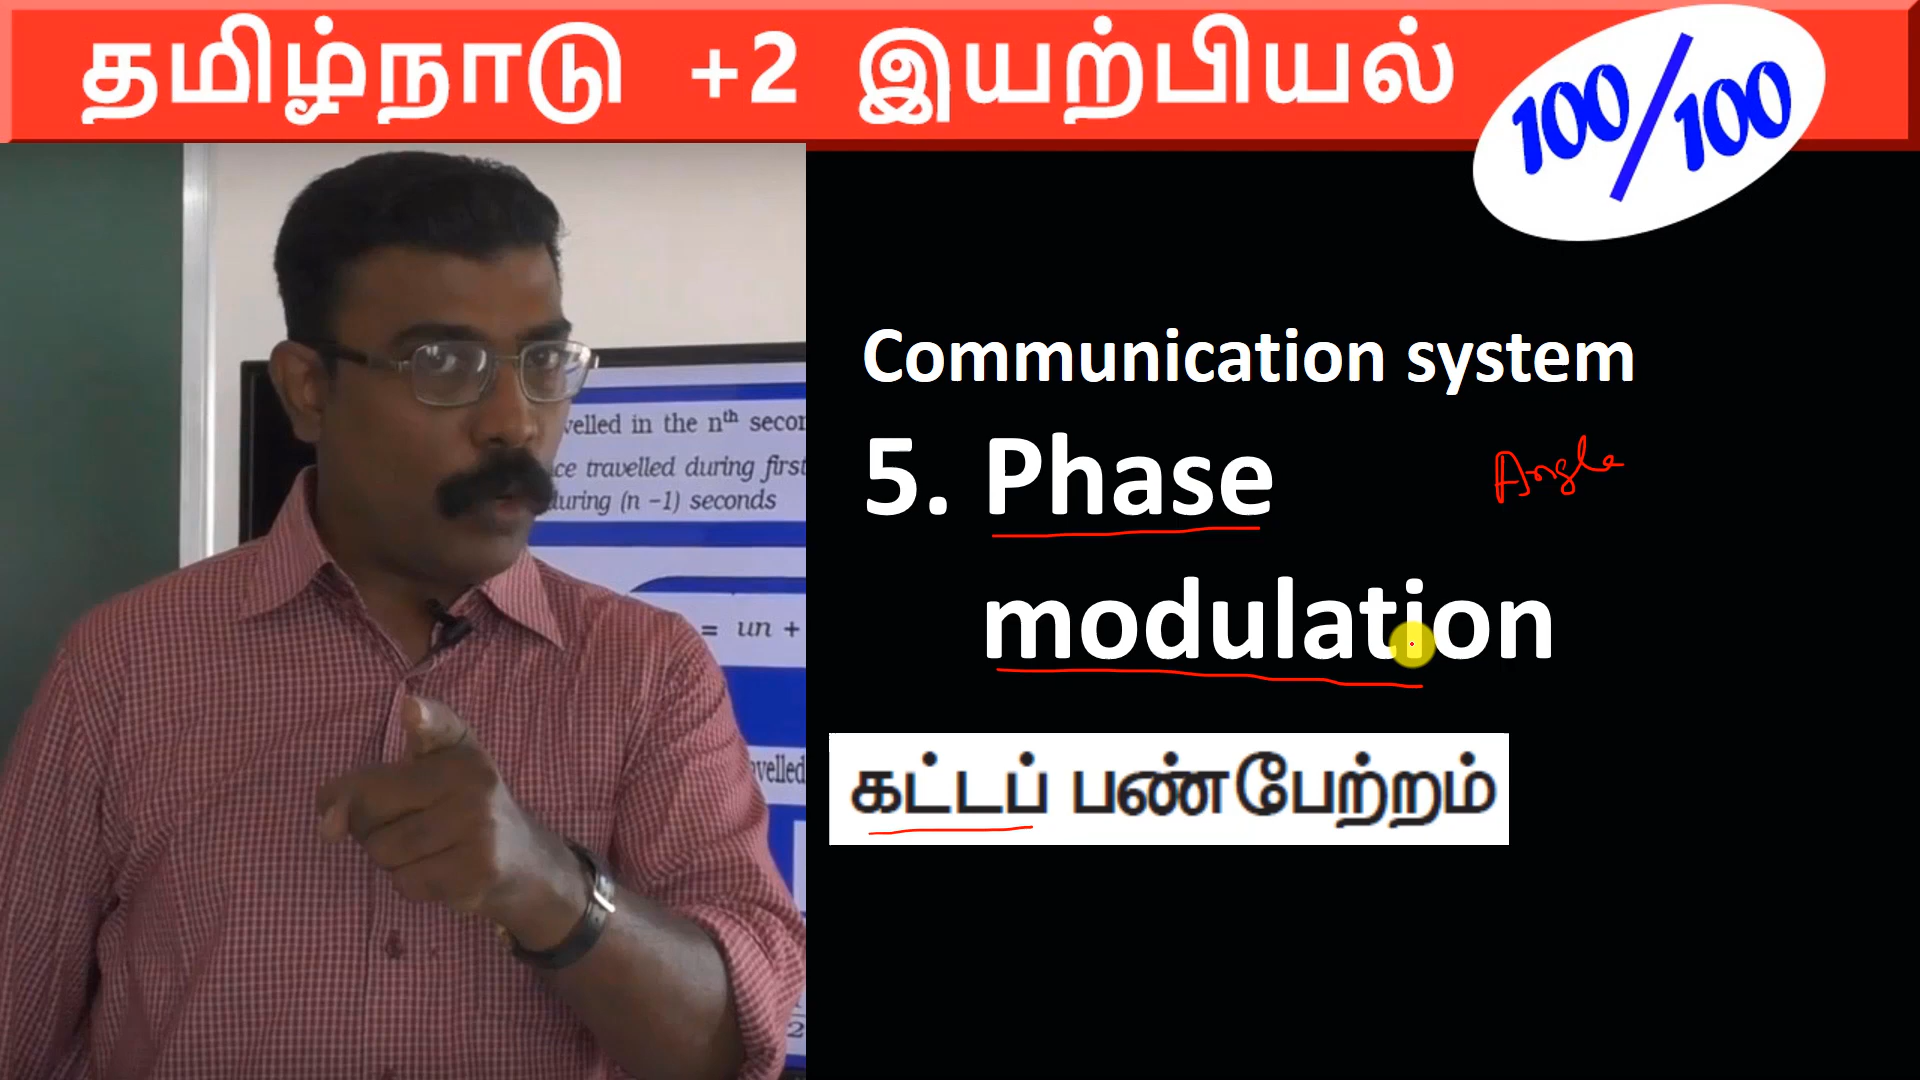 தமிழ்நாடு +2 இயற்பியல்
100/100
velled in the nth secon
ce travelled during first
during (n −1) seconds
= un +
velled
2
Communication system
5. Phase
Angle
modulation
கட்டப் பண்பேற்றம்